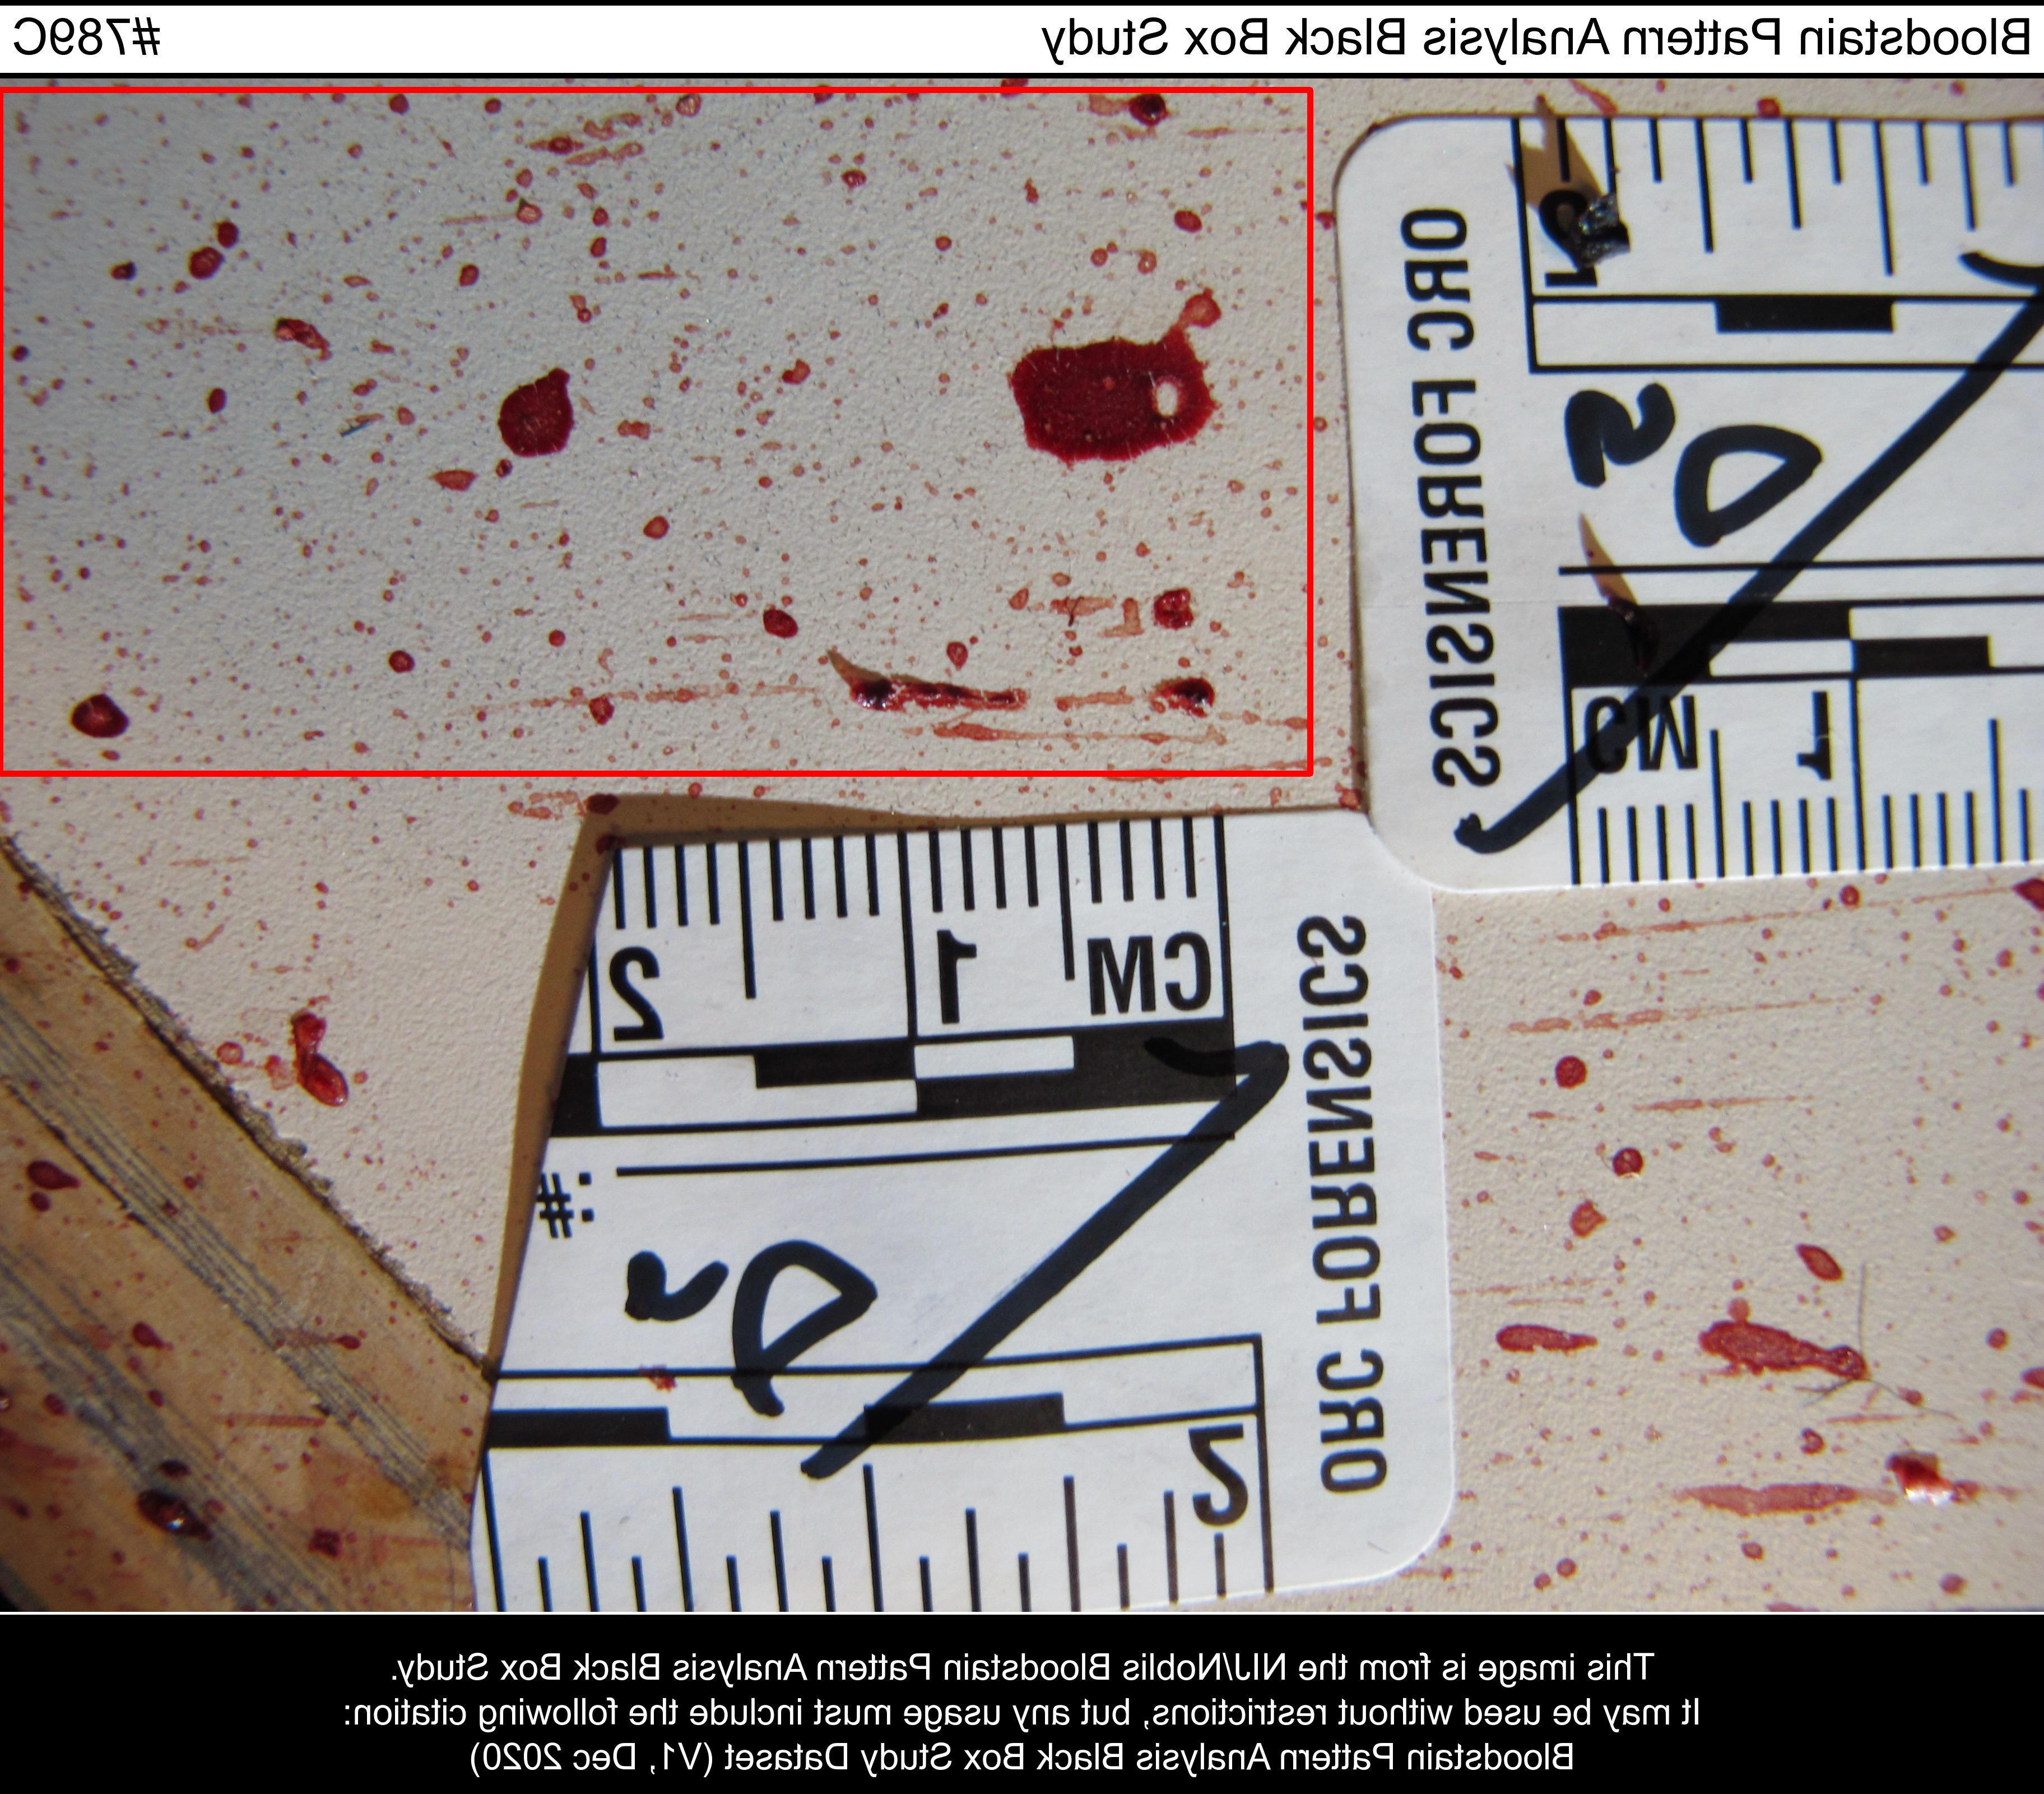 Bloodstain Pattern Analysis Black Box Study #789C
ORC FORENSICS
D2
CM 1
2 1 CM
ORC FORENSICS
#:
D2
2
This image is from the NIJ/Noblis Bloodstain Pattern Analysis Black Box Study.
It may be used without restrictions, but any usage must include the following citation:
Bloodstain Pattern Analysis Black Box Study Dataset (V1, Dec 2020)